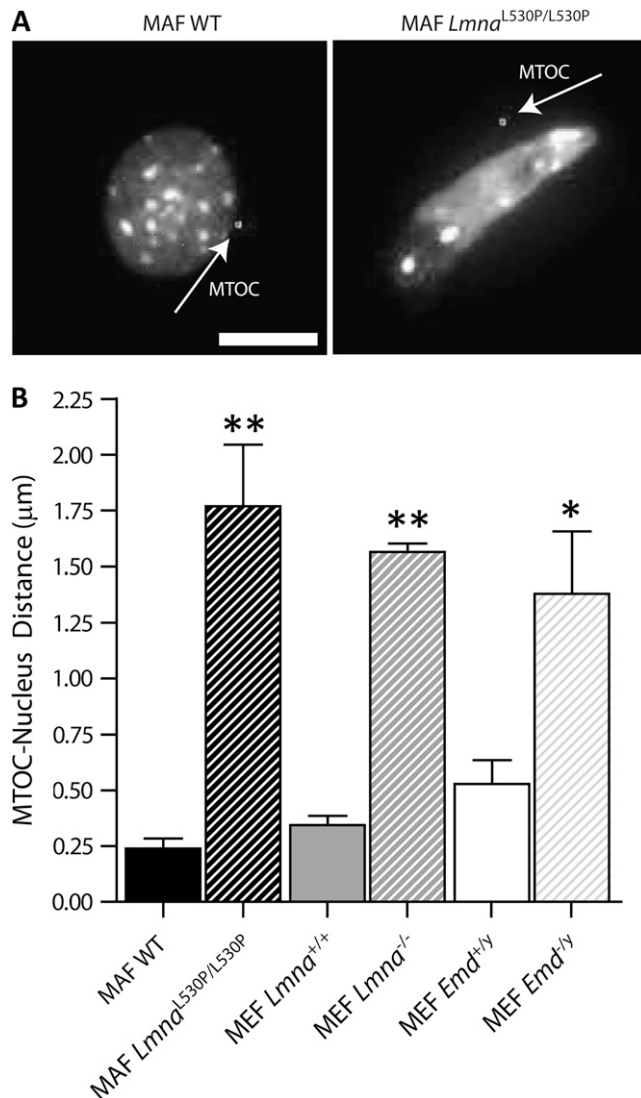 A
MAF WT
MAF Lmna^L530P/L530P
MTOC
MTOC
B
MTOC-Nucleus Distance (μm)
2.25
2.00
1.75
1.50
1.25
1.00
0.75
0.50
0.25
0.00
**
**
*
MAF WT
MAF Lmna^L530P/L530P
MEF Lmna^+/+
MEF Lmna^-/-
MEF Emd^+/y
MEF Emd^-/y